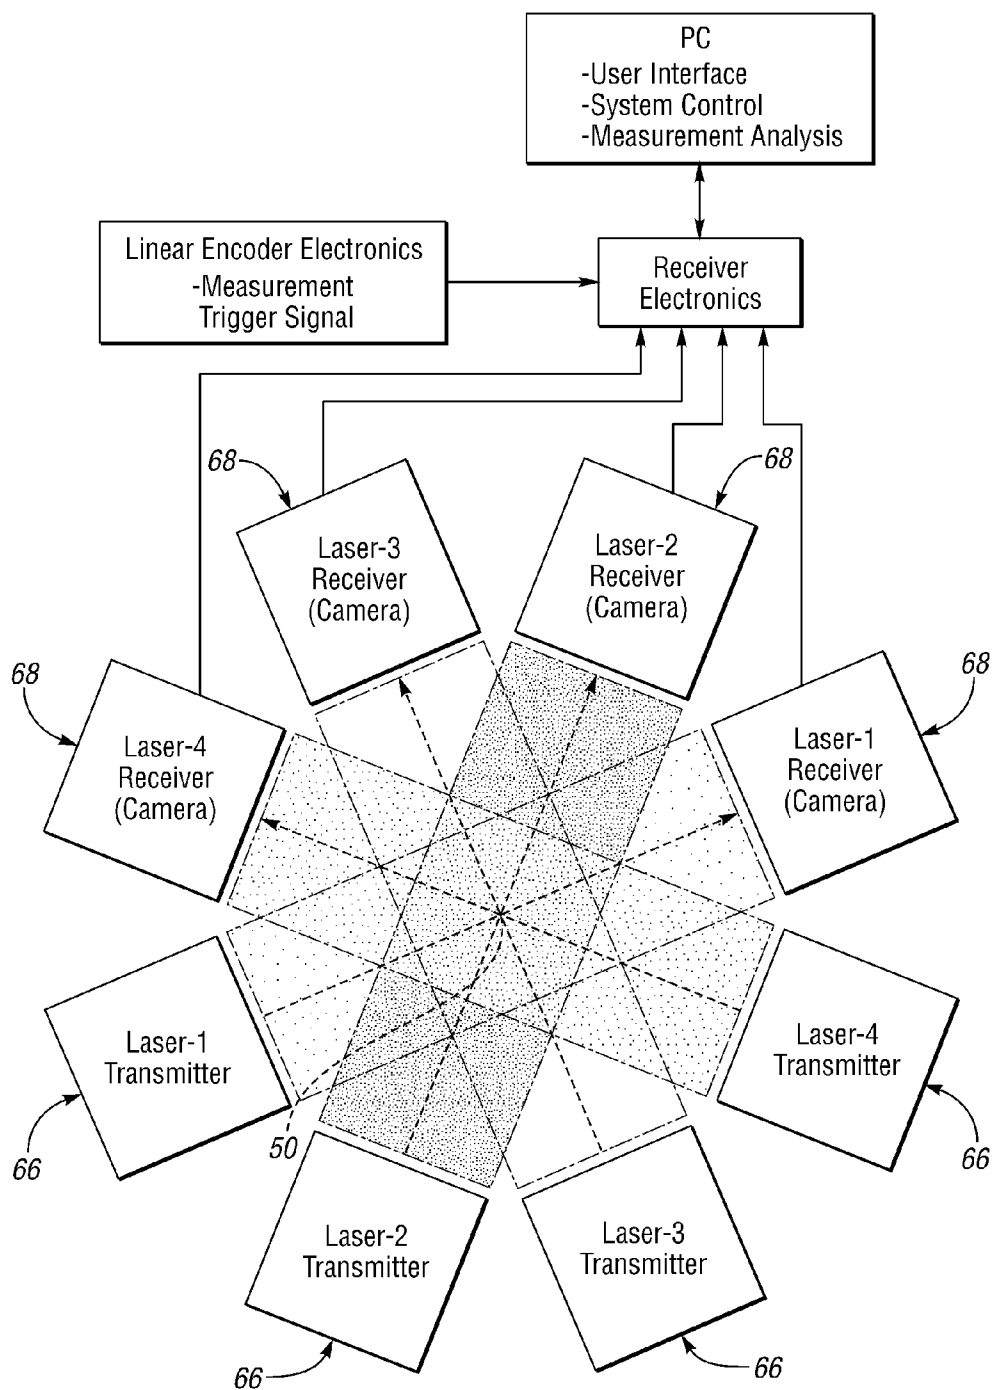 PC
-User Interface
-System Control
-Measurement Analysis
Linear Encoder Electronics
-Measurement
Trigger Signal
Receiver
Electronics
68
68
Laser-3
Receiver
(Camera)
Laser-2
Receiver
(Camera)
68
68
Laser-4
Receiver
(Camera)
Laser-1
Receiver
(Camera)
Laser-1
Transmitter
Laser-4
Transmitter
50
66
66
Laser-2
Transmitter
Laser-3
Transmitter
66
66